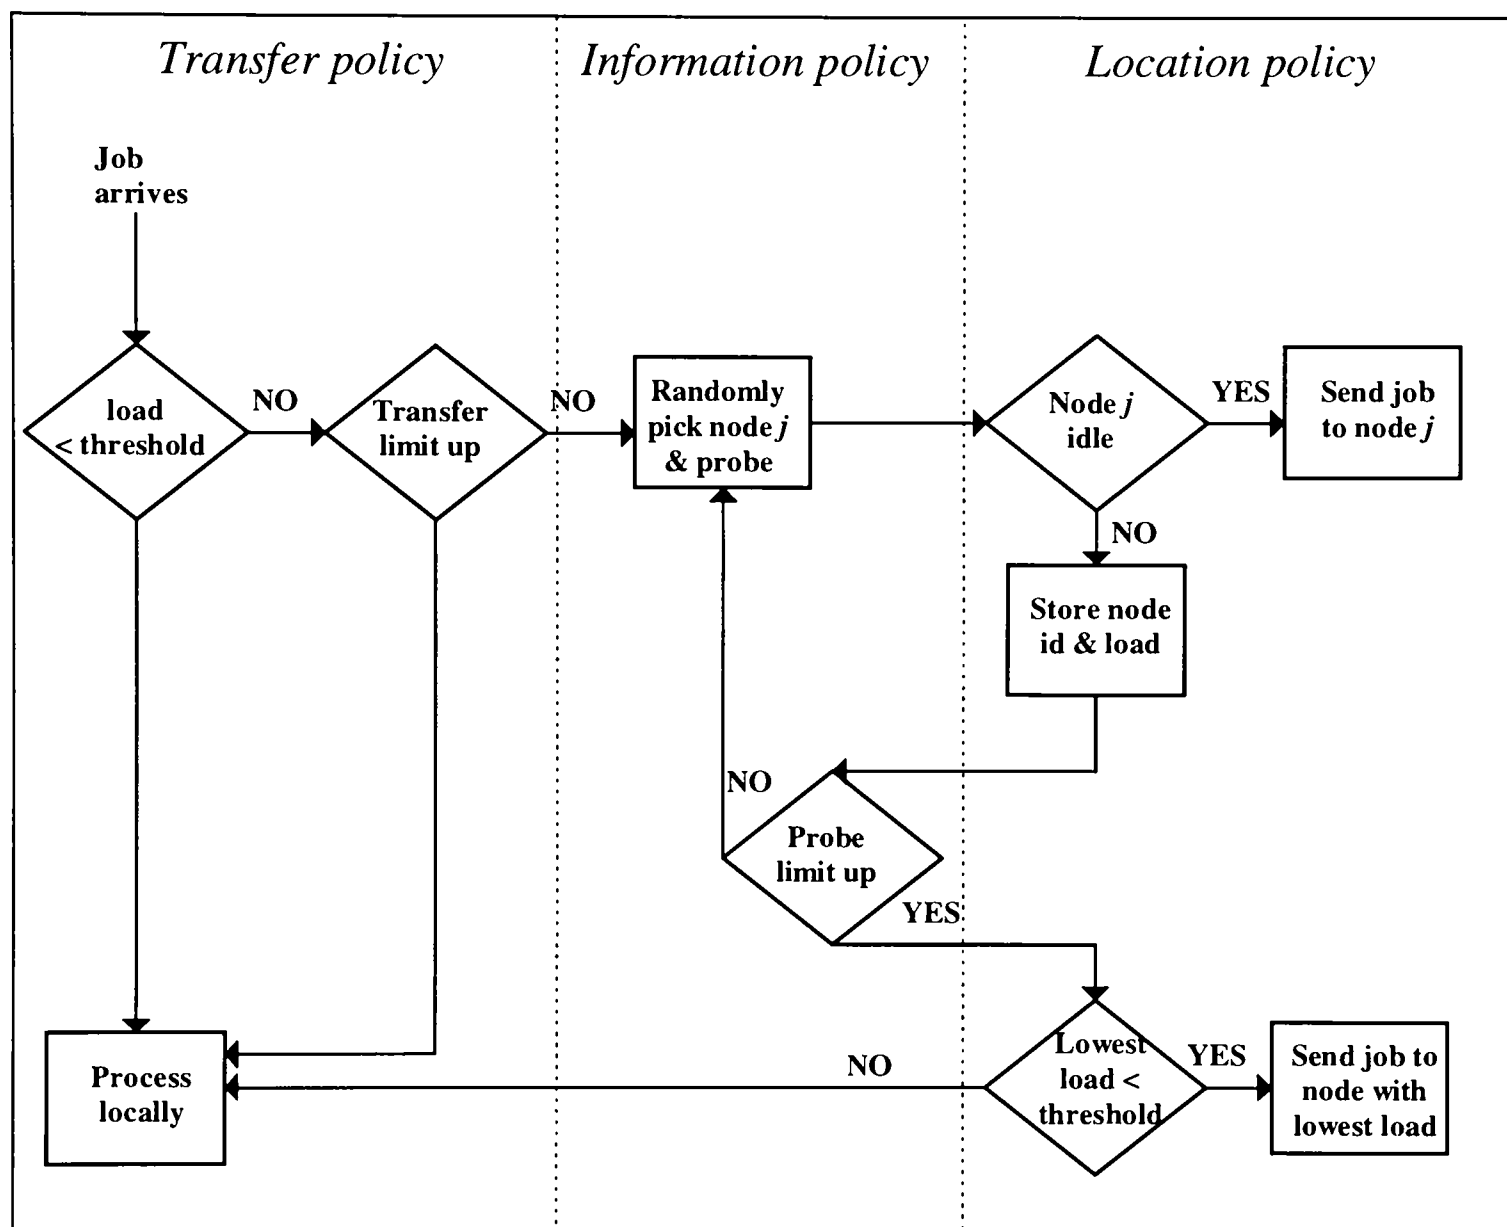 Transfer policy
Information policy
Location policy
Job
arrives
load
< threshold
NO
Transfer
limit up
NO
Randomly
pick node j
& probe
Node j
idle
YES
Send job
to node j
NO
Store node
id & load
NO
Probe
limit up
YES
Lowest
load <
threshold
YES
Send job to
node with
lowest load
NO
Process
locally